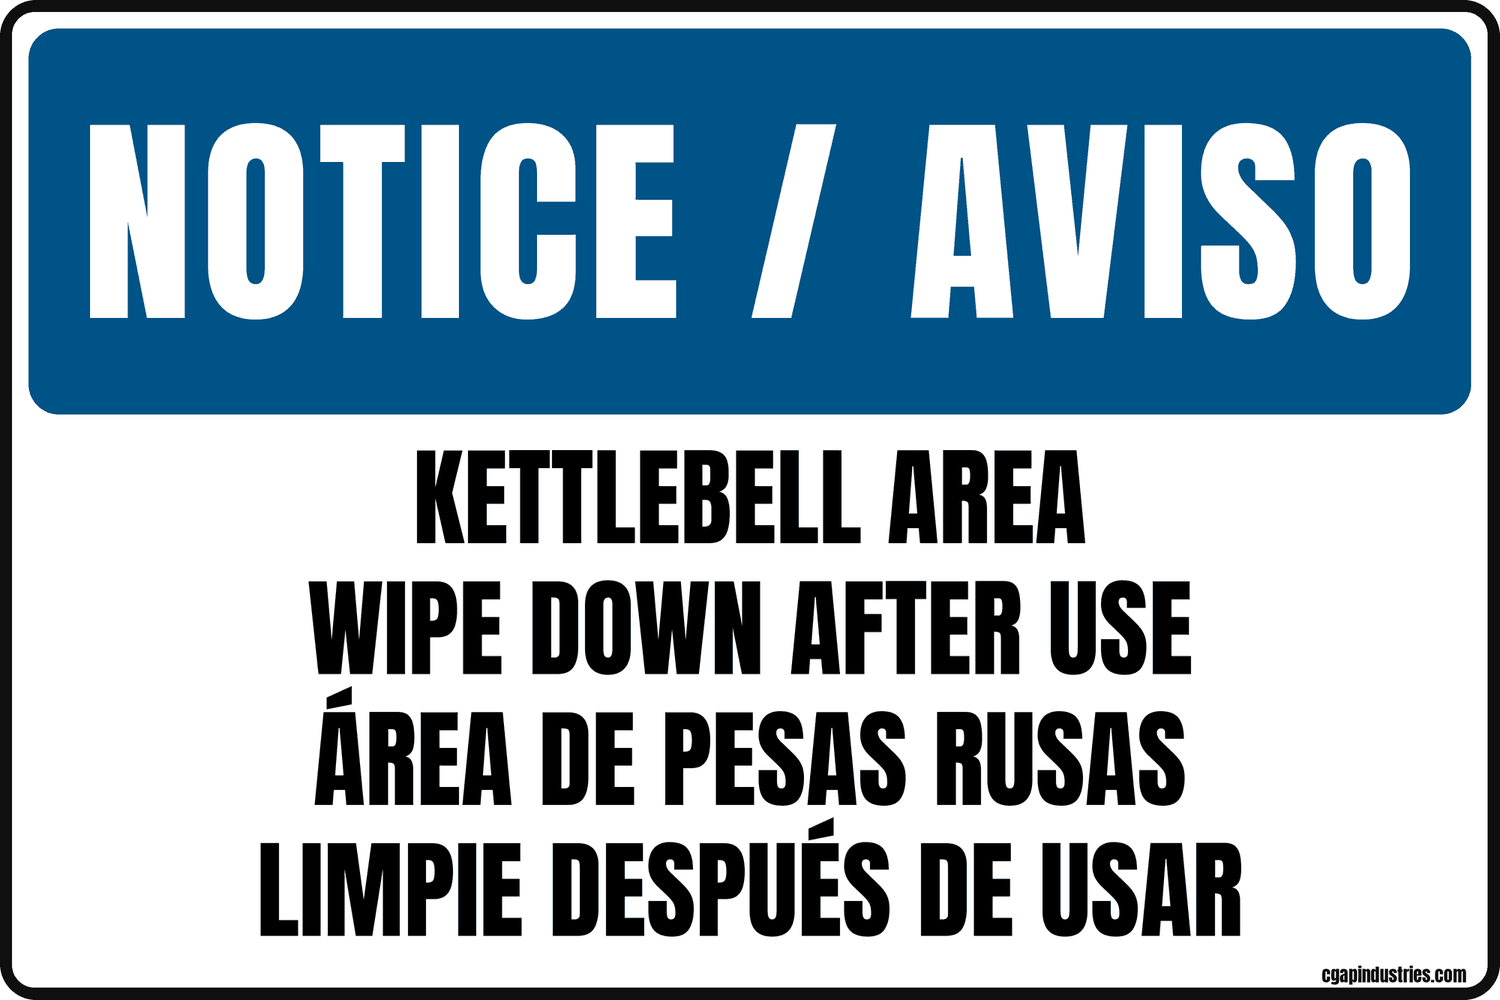 NOTICE / AVISO
KETTLEBELL AREA
WIPE DOWN AFTER USE
ÁREA DE PESAS RUSAS
LIMPIE DESPUÉS DE USAR
cgapindustries.com